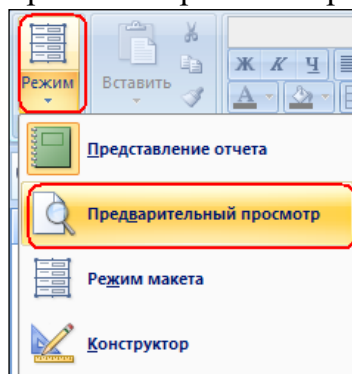 Режим
Вставить
Ж К Ч
А
Представление отчета
Предварительный просмотр
Режим макета
Конструктор